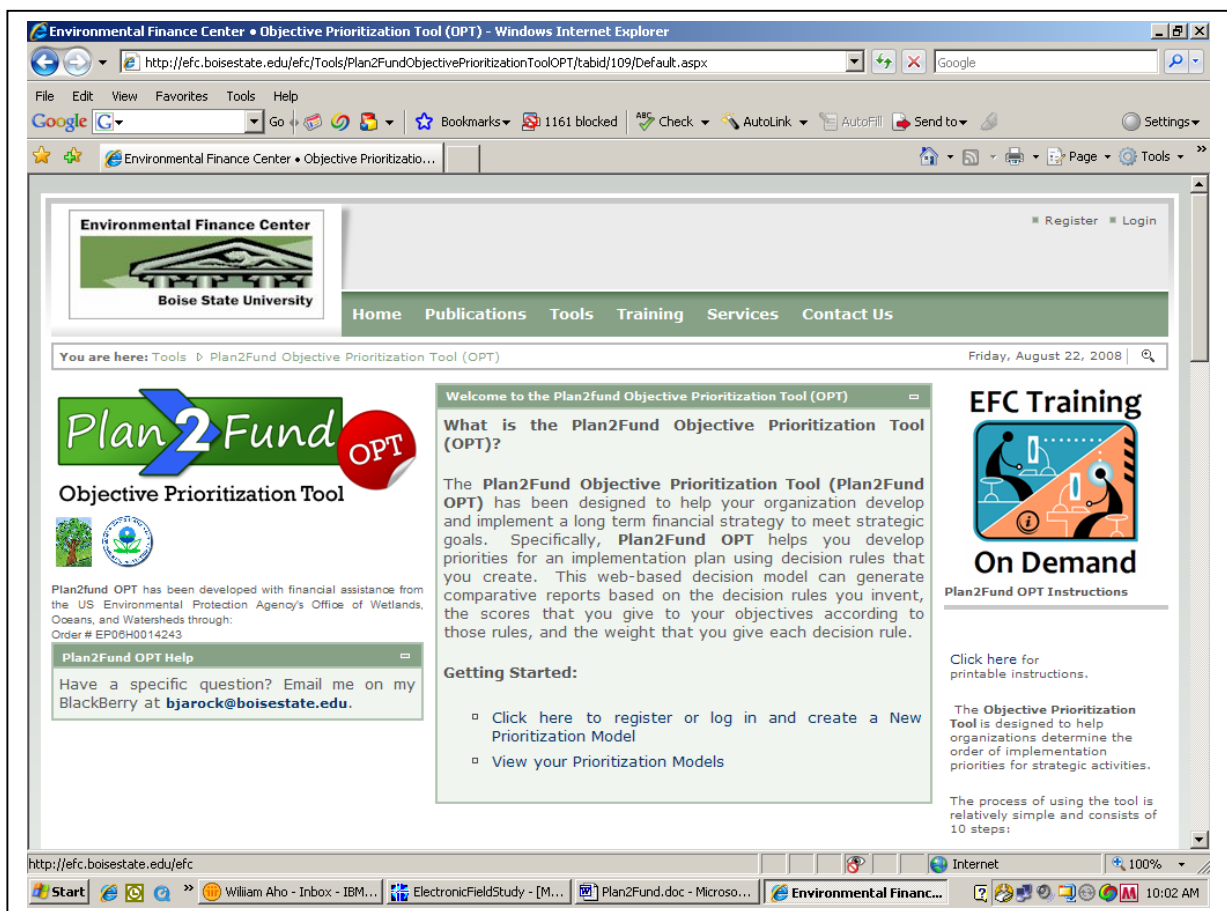 Environmental Finance Center • Objective Prioritization Tool (OPT) - Windows Internet Explorer
http://efc.boisestate.edu/efc/Tools/Plan2FundObjectivePrioritizationToolOPT/tabid/109/Default.aspx
Google
File Edit View Favorites Tools Help
Google G Go Bookmarks 1161 blocked ABC Check AutoLink AutoFill Send to Settings
Environmental Finance Center • Objective Prioritizatio...
Page Tools
Environmental Finance Center
Boise State University
Register Login
Home Publications Tools Training Services Contact Us
You are here: Tools Plan2Fund Objective Prioritization Tool (OPT)
Friday, August 22, 2008
Plan2Fund
OPT
Objective Prioritization Tool
Plan2fund OPT has been developed with financial assistance from
the US Environmental Protection Agency's Office of Wetlands,
Oceans, and Watersheds through:
Order # EP06H0014243
Plan2Fund OPT Help
Have a specific question? Email me on my
BlackBerry at bjarock@boisestate.edu.
Welcome to the Plan2fund Objective Prioritization Tool (OPT)
What is the Plan2Fund Objective Prioritization Tool
(OPT)?
The Plan2Fund Objective Prioritization Tool (Plan2Fund
OPT) has been designed to help your organization develop
and implement a long term financial strategy to meet strategic
goals. Specifically, Plan2Fund OPT helps you develop
priorities for an implementation plan using decision rules that
you create. This web-based decision model can generate
comparative reports based on the decision rules you invent,
the scores that you give to your objectives according to
those rules, and the weight that you give each decision rule.
Getting Started:
Click here to register or log in and create a New
Prioritization Model
View your Prioritization Models
EFC Training
On Demand
Plan2Fund OPT Instructions
Click here for
printable instructions.
The Objective Prioritization
Tool is designed to help
organizations determine the
order of implementation
priorities for strategic activities.
The process of using the tool is
relatively simple and consists of
10 steps:
http://efc.boisestate.edu/efc
Internet
100%
Start
William Aho - Inbox - IBM...
ElectronicFieldStudy - [M...
Plan2Fund.doc - Microso...
Environmental Financ...
10:02 AM